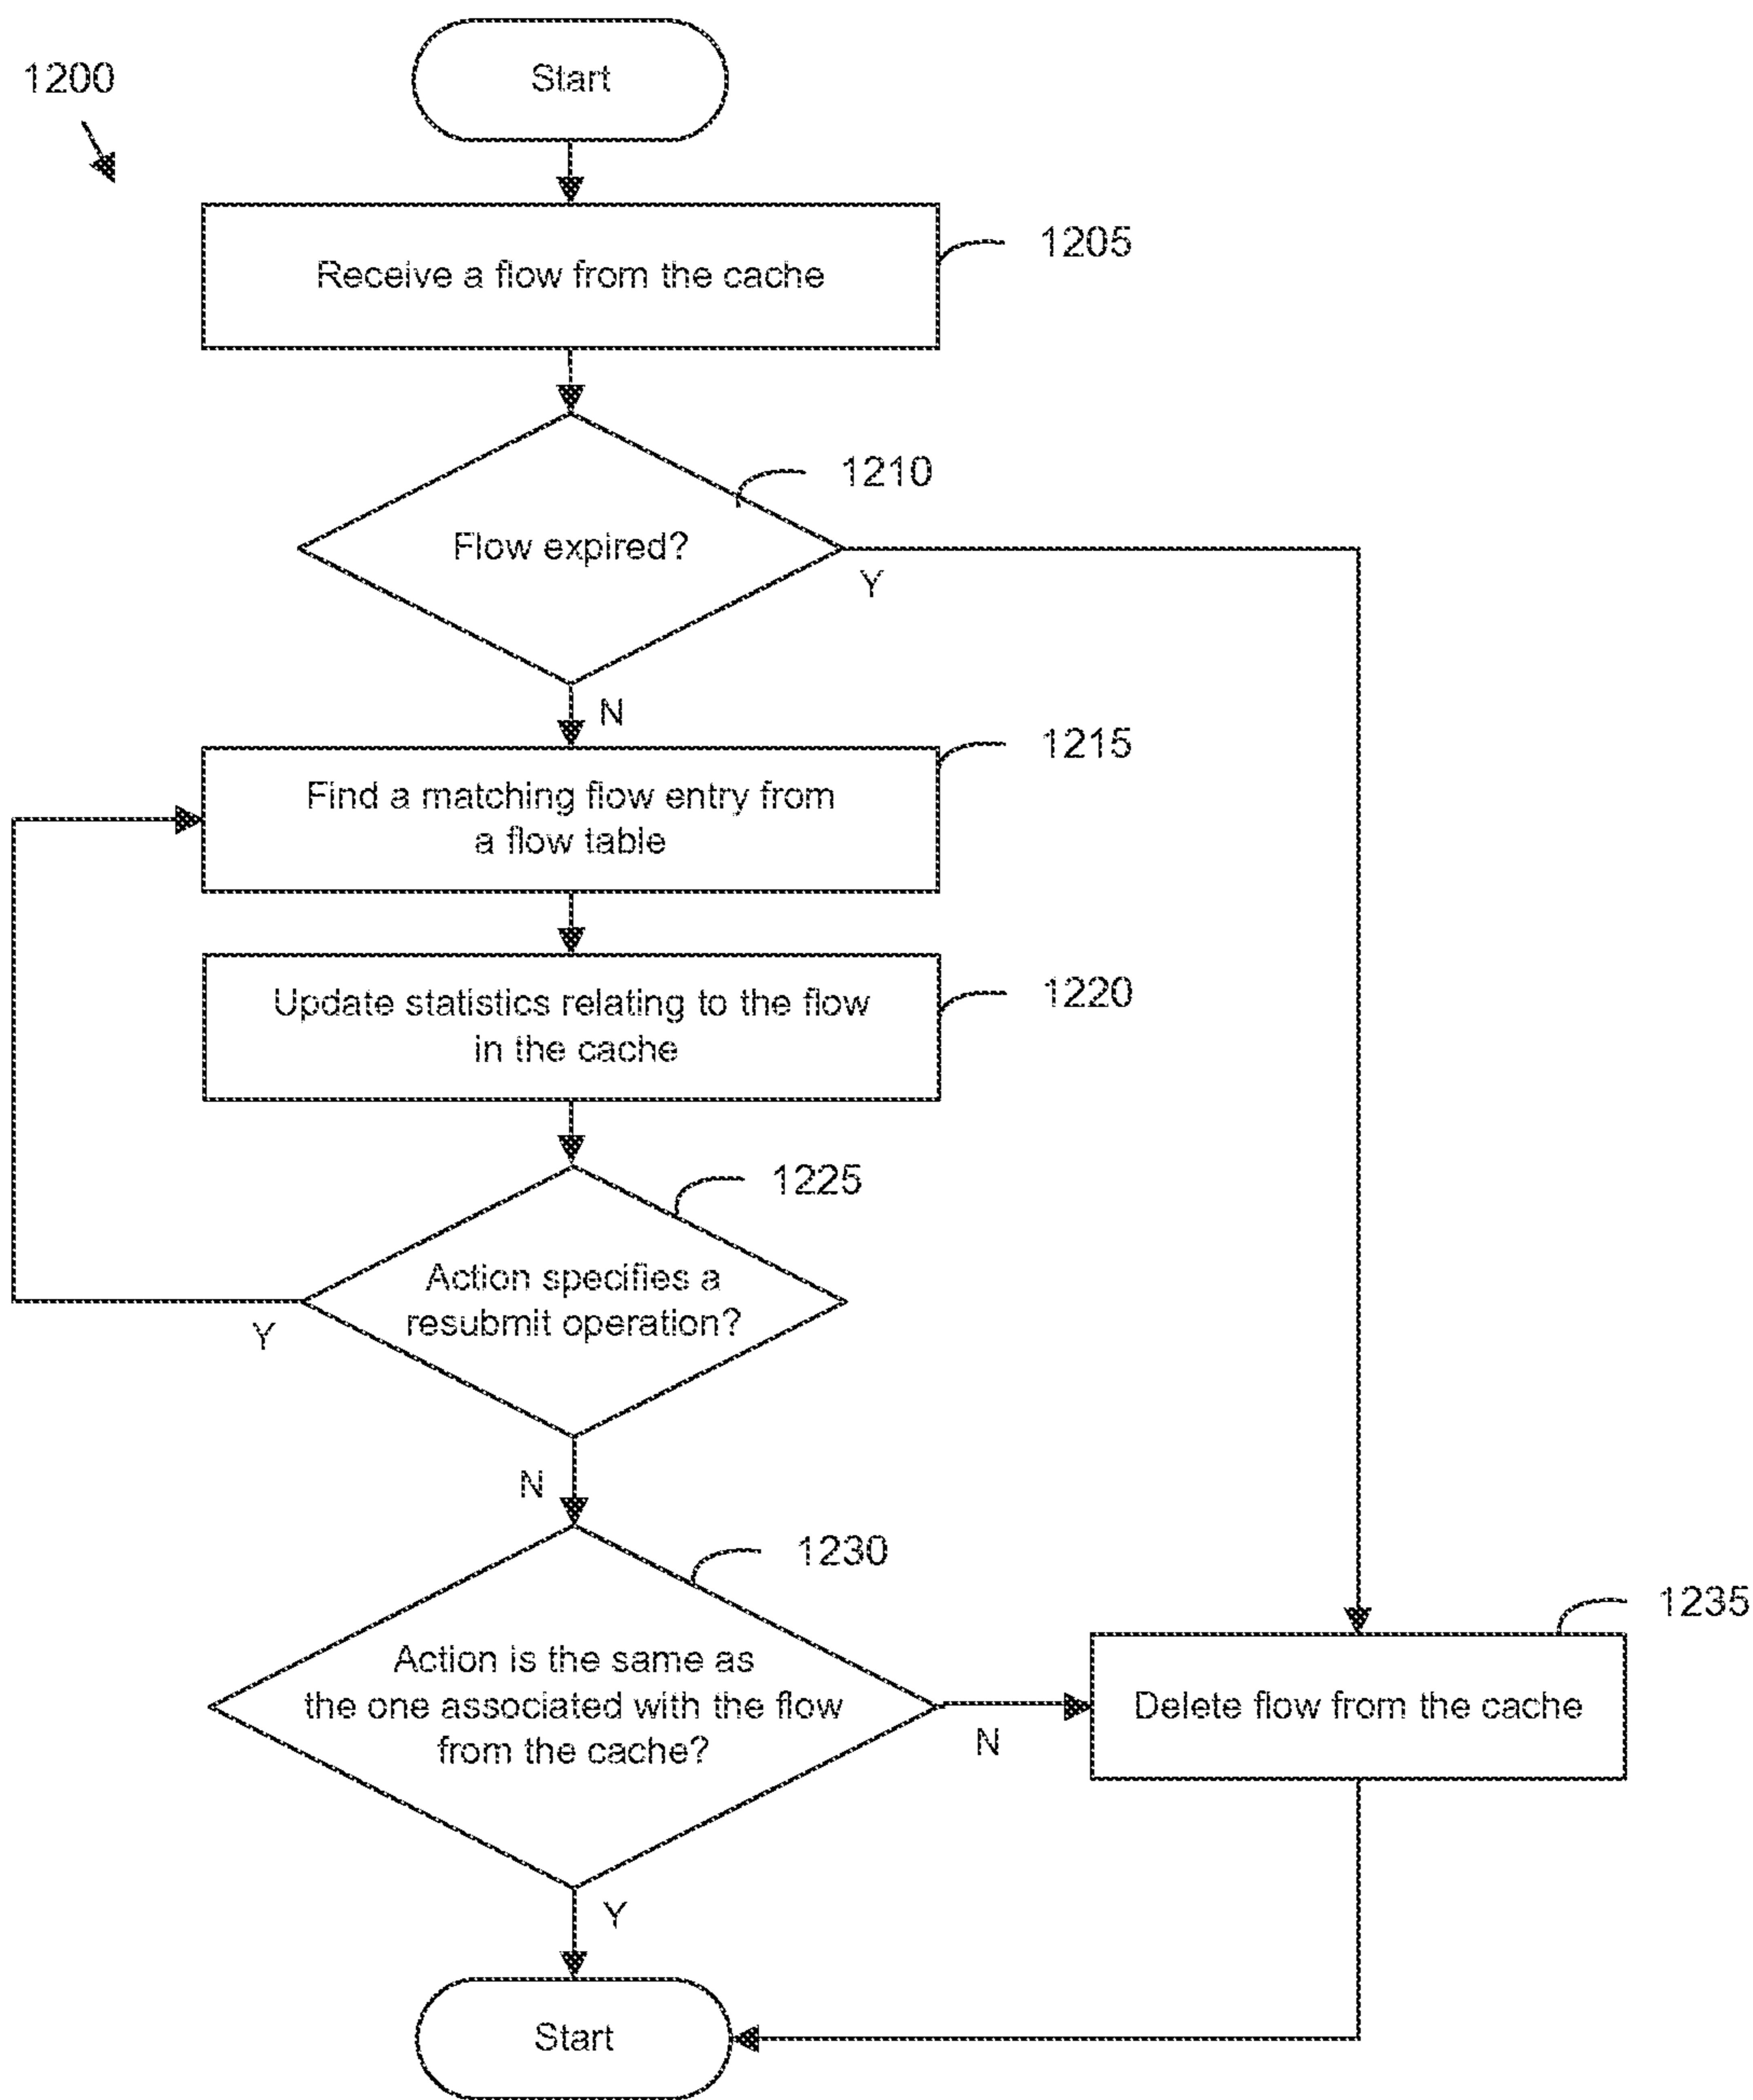 1200
Start
Receive a flow from the cache
1205
Flow expired?
1210
Y
N
Find a matching flow entry from
a flow table
1215
Update statistics relating to the flow
in the cache
1220
Action specifies a
resubmit operation?
1225
Y
N
Action is the same as
the one associated with the flow
from the cache?
1230
N
Y
Delete flow from the cache
1235
Start